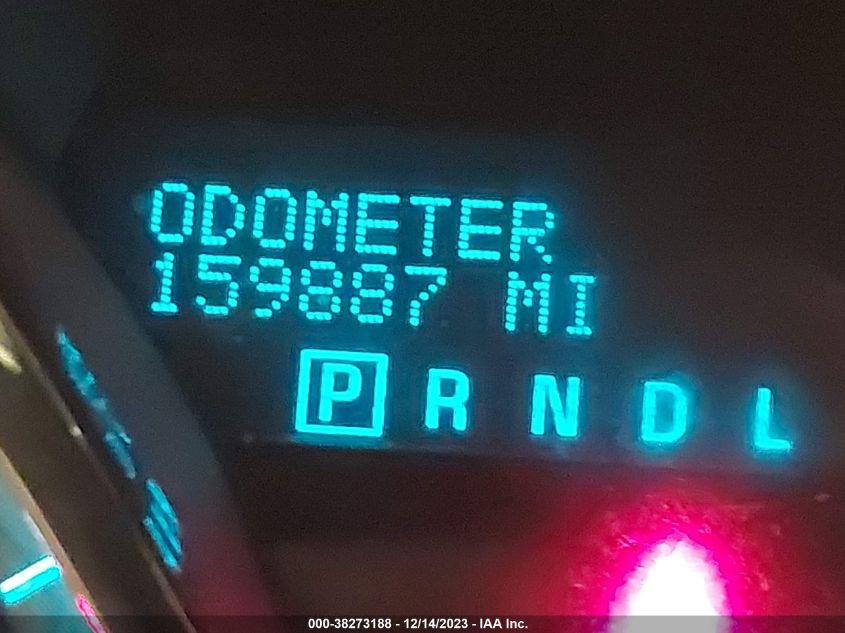 ODOMETER
159887 MI
P R N D L
000-38273188 - 12/14/2023 - IAA Inc.